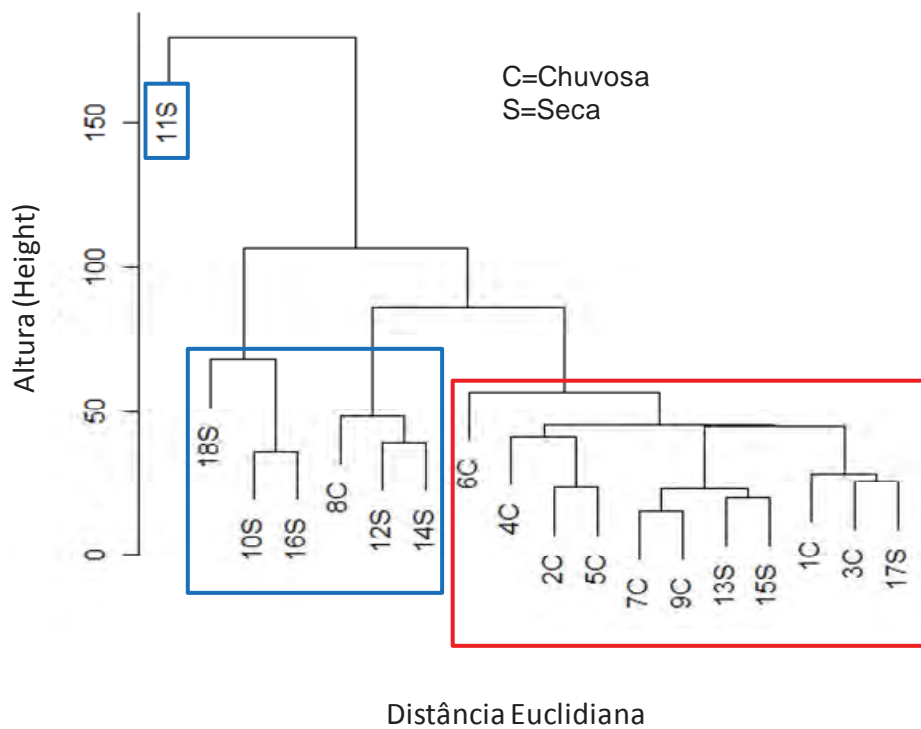 C=Chuvosa
S=Seca
Altura (Height)
150
100
50
0
11S
18S
10S
16S
8C
12S
14S
6C
4C
2C
5C
7C
9C
13S
15S
1C
3C
17S
Distância Euclidiana